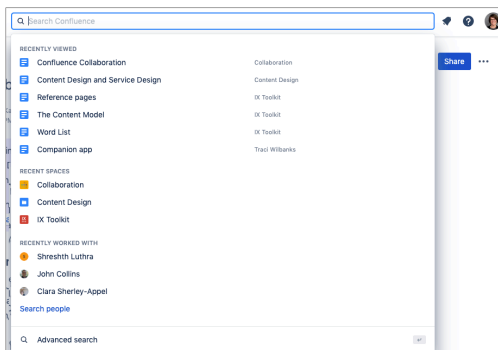 Search Confluence
Share
RECENTLY VIEWED
Confluence Collaboration Collaboration
Content Design and Service Design Content Design
Reference pages IX Toolkit
The Content Model IX Toolkit
Word List IX Toolkit
Companion app Traci Wilbanks
RECENT SPACES
Collaboration
Content Design
IX Toolkit
RECENTLY WORKED WITH
Shreshth Luthra
John Collins
Clara Sherley-Appel
Search people
Advanced search